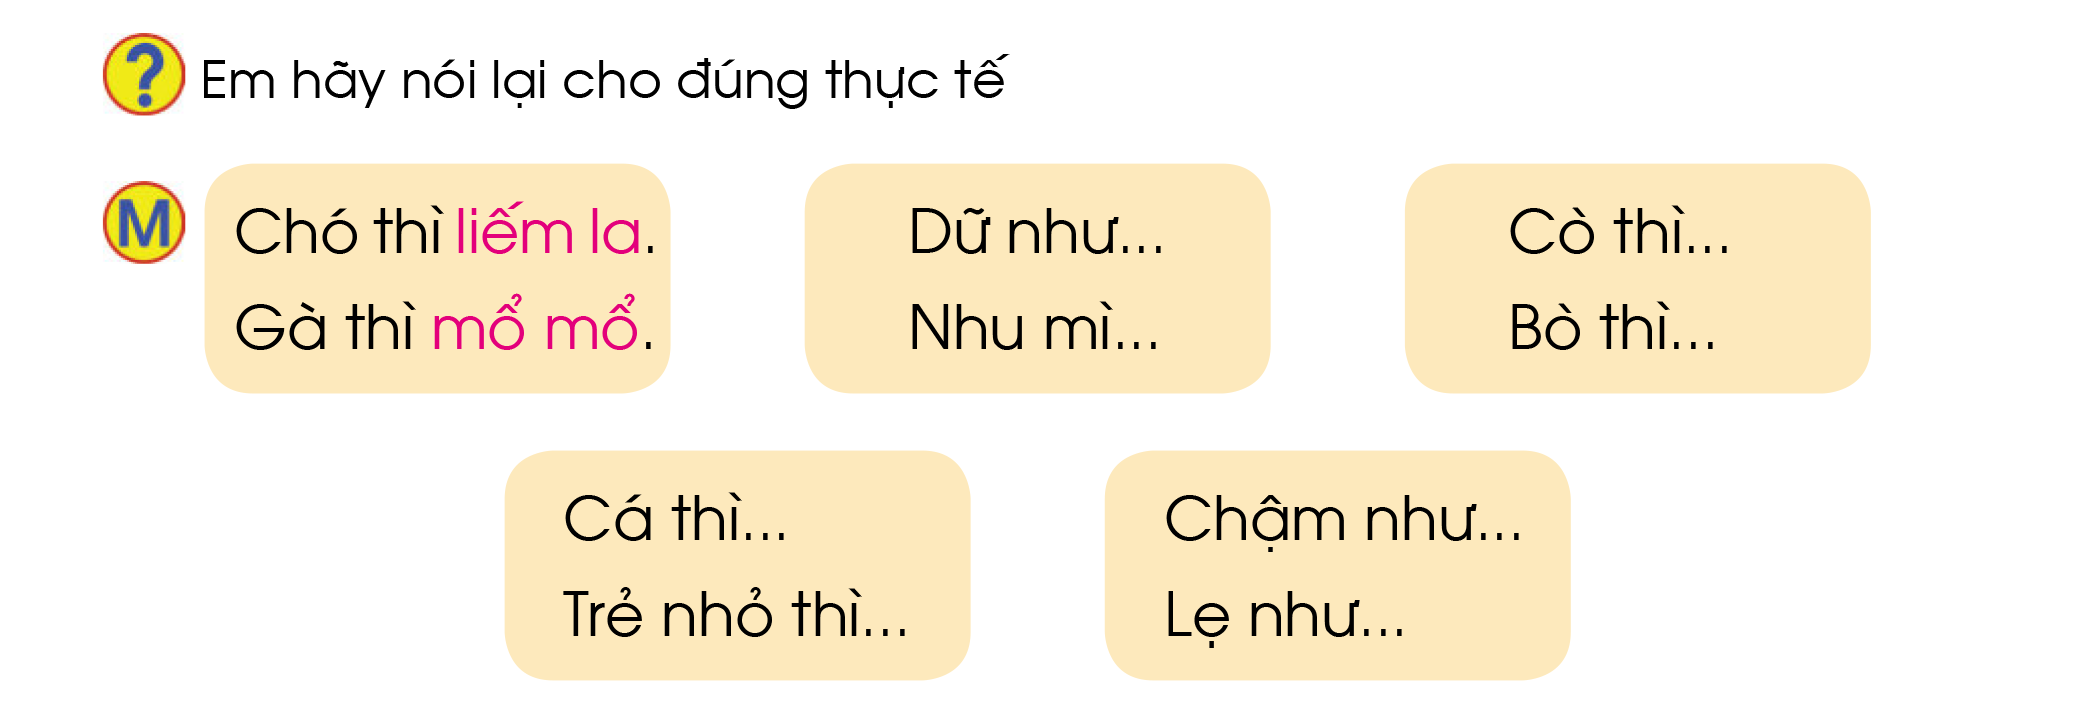 ? Em hãy nói lại cho đúng thực tế
M
Chó thì liếm la.
Gà thì mổ mổ.
Dữ như...
Nhu mì...
Cò thì...
Bò thì...
Cá thì...
Trẻ nhỏ thì...
Chậm như...
Lẹ như...